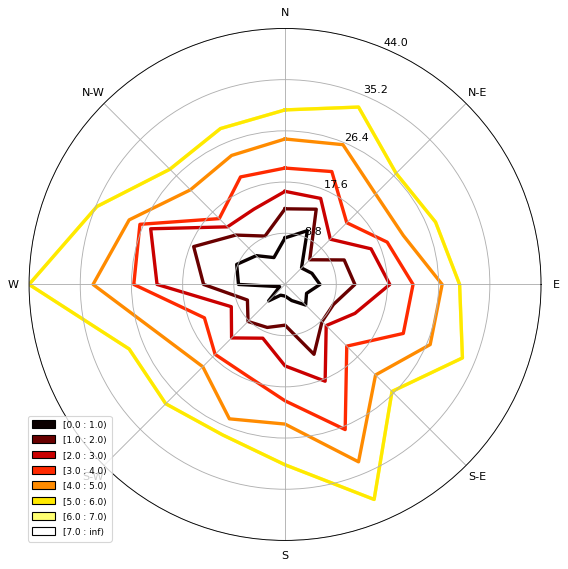 N
44.0
35.2
N-W
N-E
26.4
17.6
8.8
W
E
[0.0 : 1.0)
[1.0 : 2.0)
[2.0 : 3.0)
[3.0 : 4.0)
[4.0 : 5.0)
[5.0 : 6.0)
[6.0 : 7.0)
[7.0 : inf)
S-W
S-E
S